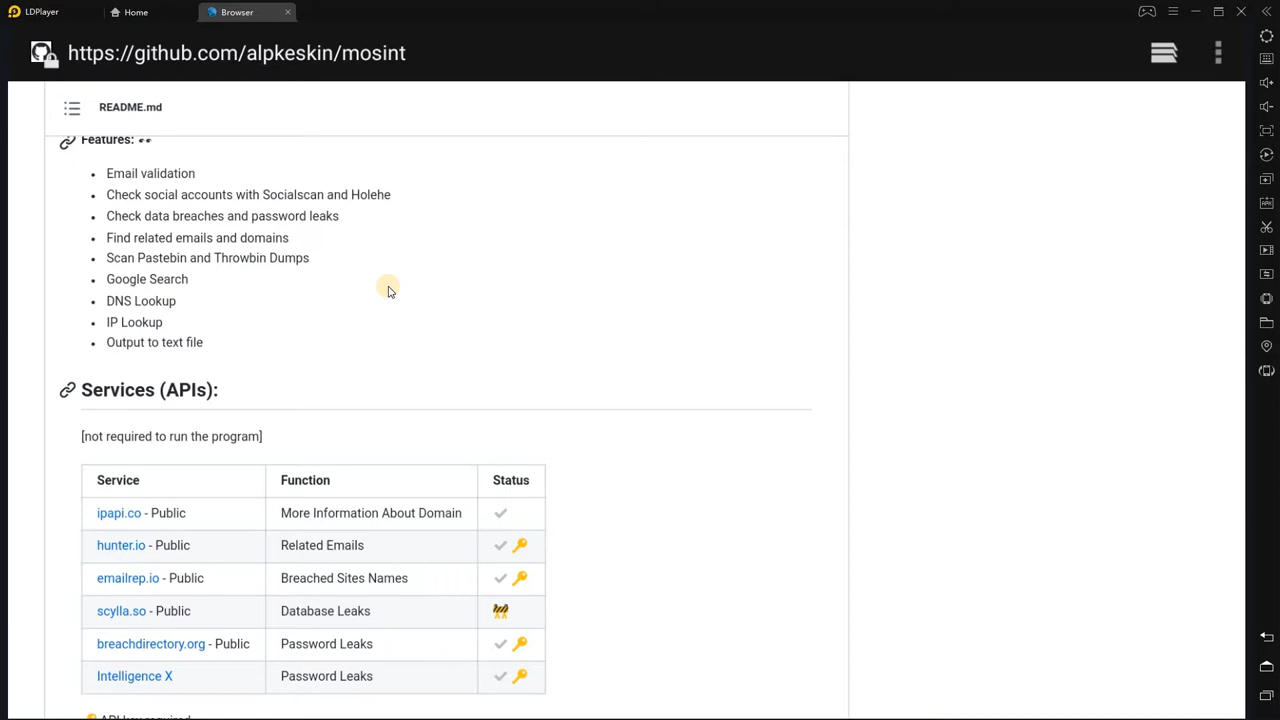 LDPlayer
Home
Browser
https://github.com/alpkeskin/mosint
README.md
Features:
Email validation
Check social accounts with Socialscan and Holehe
Check data breaches and password leaks
Find related emails and domains
Scan Pastebin and Throwbin Dumps
Google Search
DNS Lookup
IP Lookup
Output to text file
Services (APIs):
[not required to run the program]
Service Function Status
ipapi.co - Public More Information About Domain
hunter.io - Public Related Emails
emailrep.io - Public Breached Sites Names
scylla.so - Public Database Leaks
breachdirectory.org - Public Password Leaks
Intelligence X Password Leaks
API key required